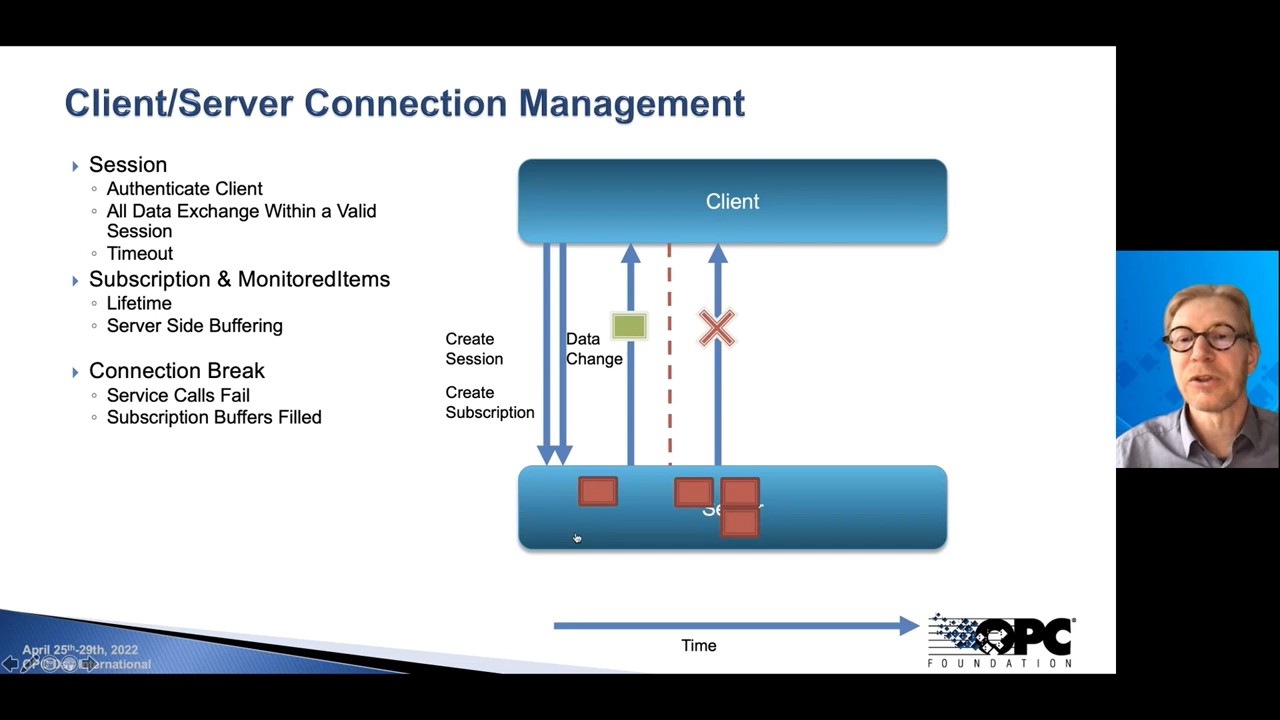 Client/Server Connection Management
Session
Authenticate Client
All Data Exchange Within a Valid
Session
Timeout
Subscription & MonitoredItems
Lifetime
Server Side Buffering
Connection Break
Service Calls Fail
Subscription Buffers Filled
Client
Create
Session
Data
Change
Create
Subscription
Time
April 25th-29th, 2022
International
OPC
FOUNDATION